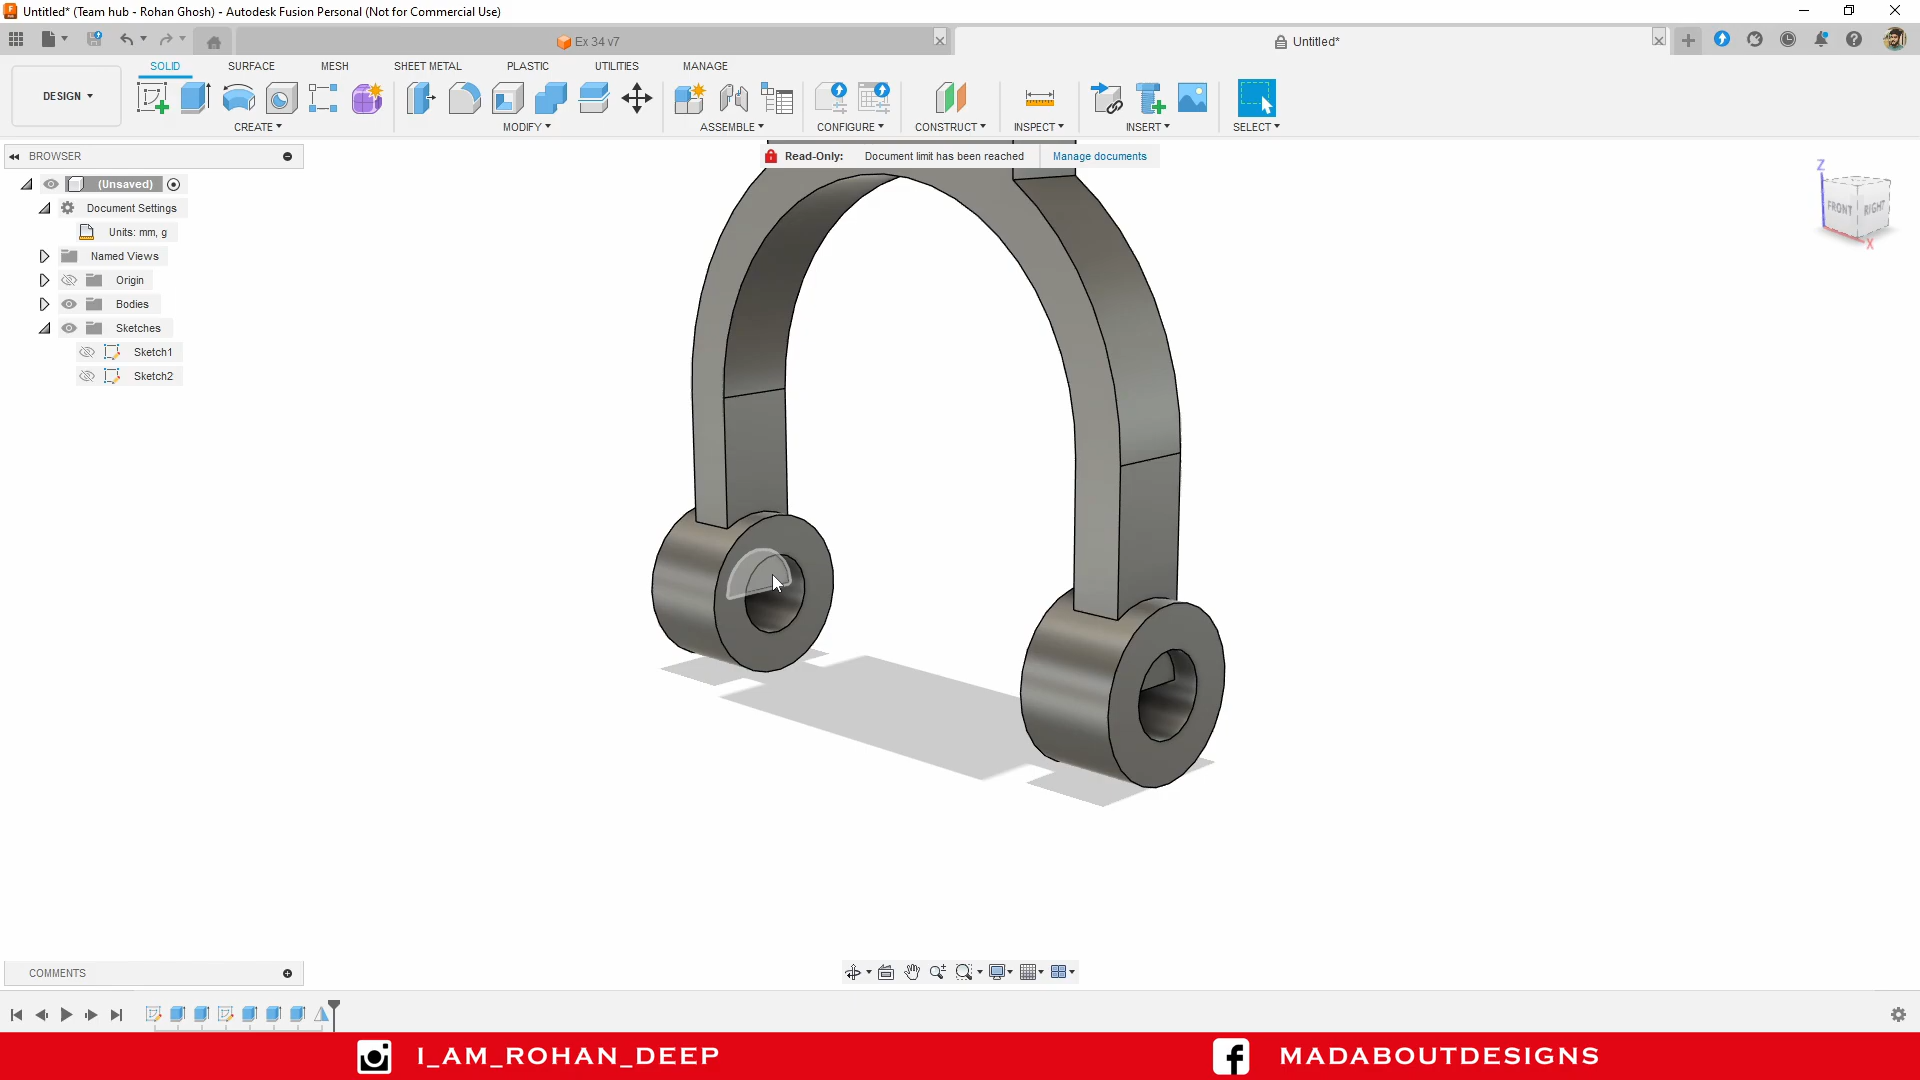 Untitled* (Team hub - Rohan Ghosh) - Autodesk Fusion Personal (Not for Commercial Use)
Ex 34 v7
Untitled*
SOLID
SURFACE
MESH
SHEET METAL
PLASTIC
UTILITIES
MANAGE
DESIGN
CREATE
MODIFY
ASSEMBLE
CONFIGURE
CONSTRUCT
INSPECT
INSERT
SELECT
BROWSER
Read-Only: Document limit has been reached Manage documents
(Unsaved)
Document Settings
Units: mm, g
Named Views
Origin
Bodies
Sketches
Sketch1
Sketch2
Z
FRONT RIGHT
X
COMMENTS
I_AM_ROHAN_DEEP
MADABOUTDESIGNS